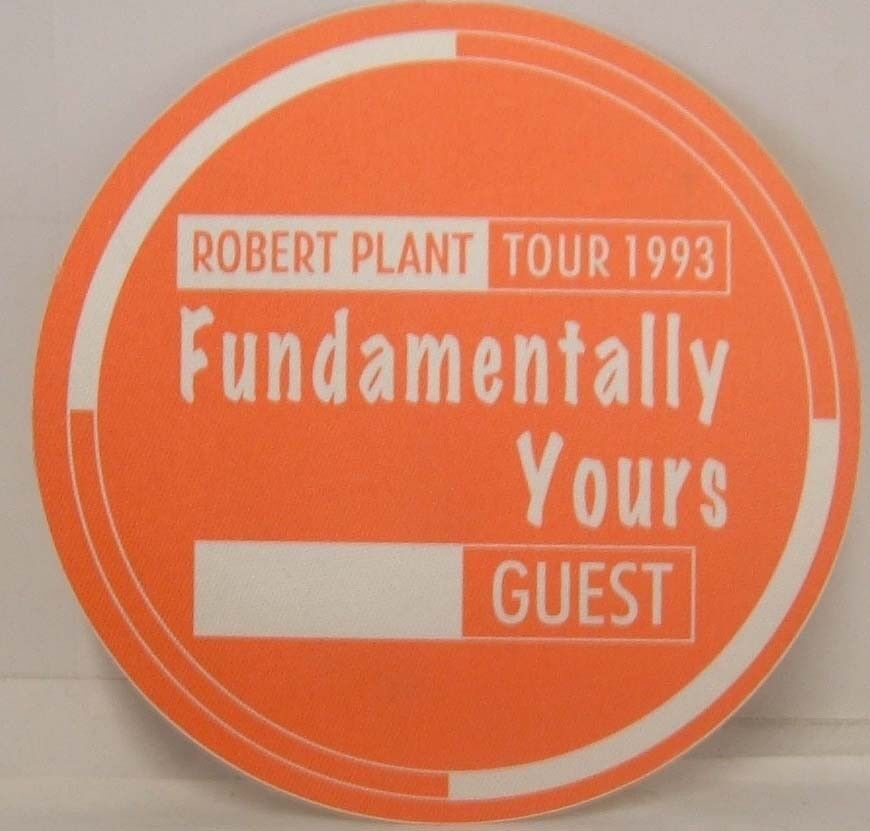 ROBERT PLANT TOUR 1993
Fundamentally
Yours
GUEST